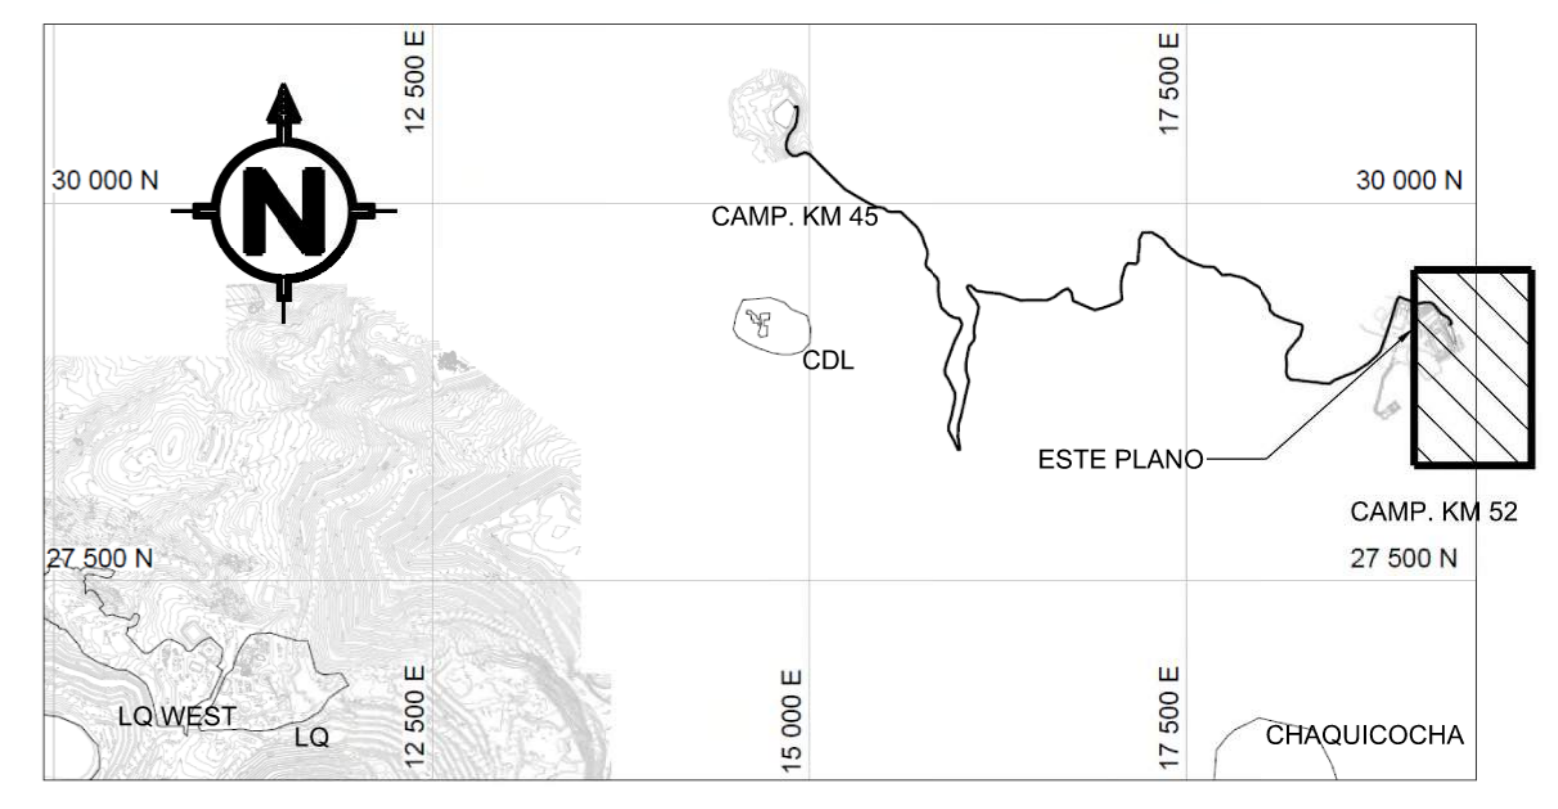 12 500 E
17 500 E
30 000 N
30 000 N
N
CAMP. KM 45
CDL
ESTE PLANO
CAMP. KM 52
27 500 N
27 500 N
12 500 E
15 000 E
17 500 E
LQ WEST
LQ
CHAQUICOCHA